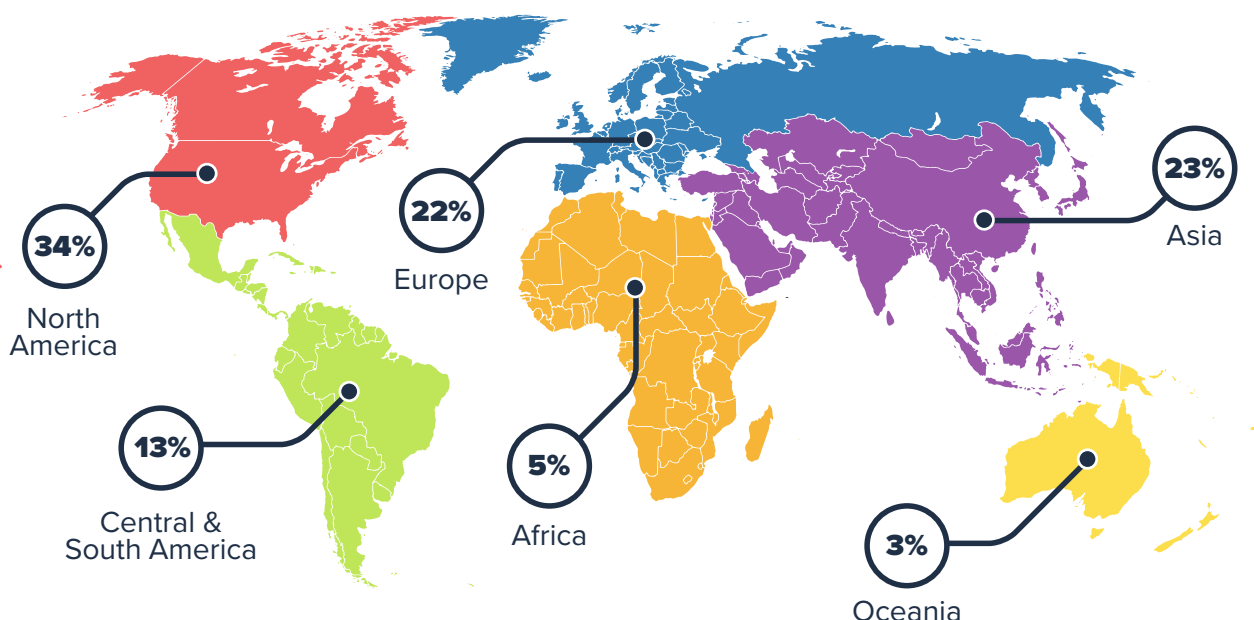 34%
North
America
22%
Europe
23%
Asia
13%
Central &
South America
5%
Africa
3%
Oceania